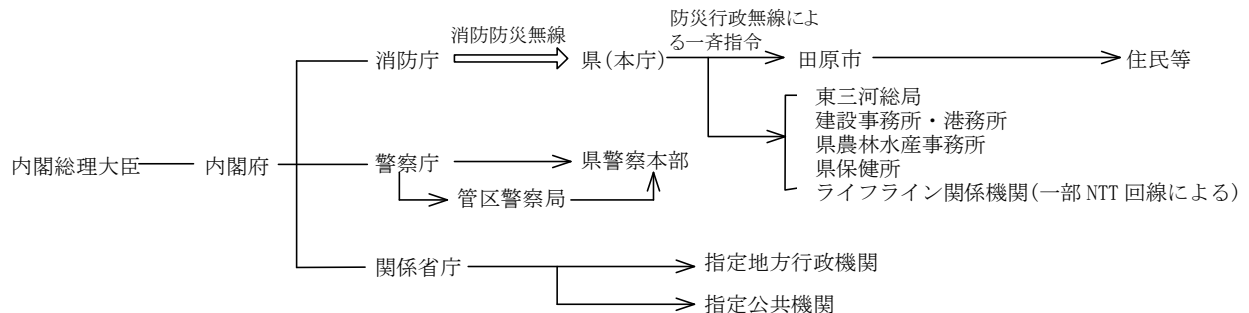 防災行政無線によ
る一斉指令
消防防災無線
消防庁
県(本庁)
田原市
住民等
東三河総局
建設事務所・港務所
県農林水産事務所
県保健所
ライフライン関係機関(一部 NTT 回線による)
内閣総理大臣
内閣府
警察庁
県警察本部
管区警察局
関係省庁
指定地方行政機関
指定公共機関